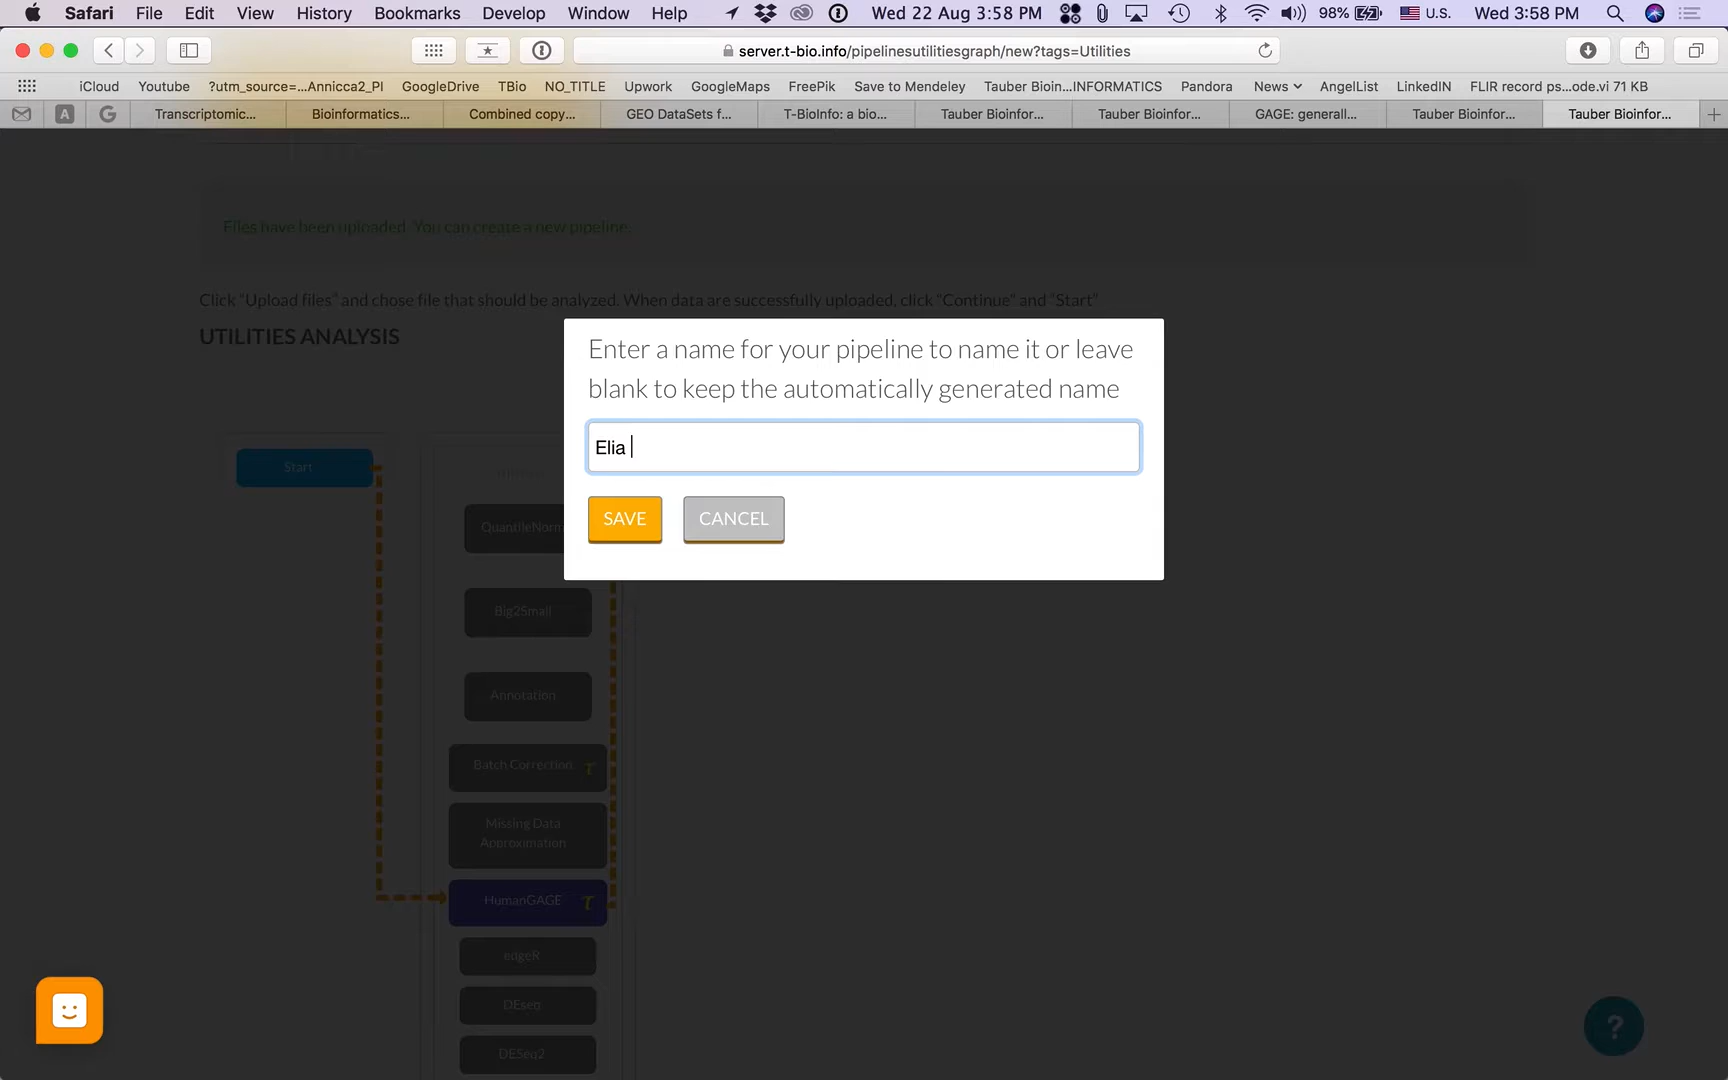 Safari File Edit View History Bookmarks Develop Window Help Wed 22 Aug 3:58 PM 98% U.S. Wed 3:58 PM
server.t-bio.info/pipelinesutilitiesgraph/new?tags=Utilities
iCloud Youtube ?utm_source=...Annicca2_PI GoogleDrive TBio NO_TITLE Upwork GoogleMaps FreePik Save to Mendeley Tauber Bioin...INFORMATICS Pandora News AngelList LinkedIN FLIR record ps...ode.vi 71 KB
A G Transcriptomic... Bioinformatics... Combined copy... GEO DataSets f... T-BioInfo: a bio... Tauber Bioinfor... Tauber Bioinfor... GAGE: generall... Tauber Bioinfor... Tauber Bioinfor...
Files have been uploaded. You can create a new pipeline.
Click "Upload files" and chose file that should be analyzed. When data are successfully uploaded, click "Continue" and "Start"
UTILITIES ANALYSIS
Enter a name for your pipeline to name it or leave
blank to keep the automatically generated name
Elia
SAVE CANCEL
Start
QuantileNorm
Big2Small
Annotation
Batch Correction τ
Missing Data
Approximation
HumanGAGE τ
edgeR
DEseq
DESeq2
?